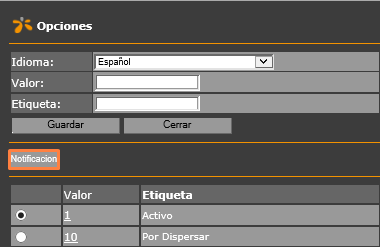 Opciones
Idioma: Español
Valor:
Etiqueta:
Guardar Cerrar
Notificacion
Valor Etiqueta
1 Activo
10 Por Dispersar